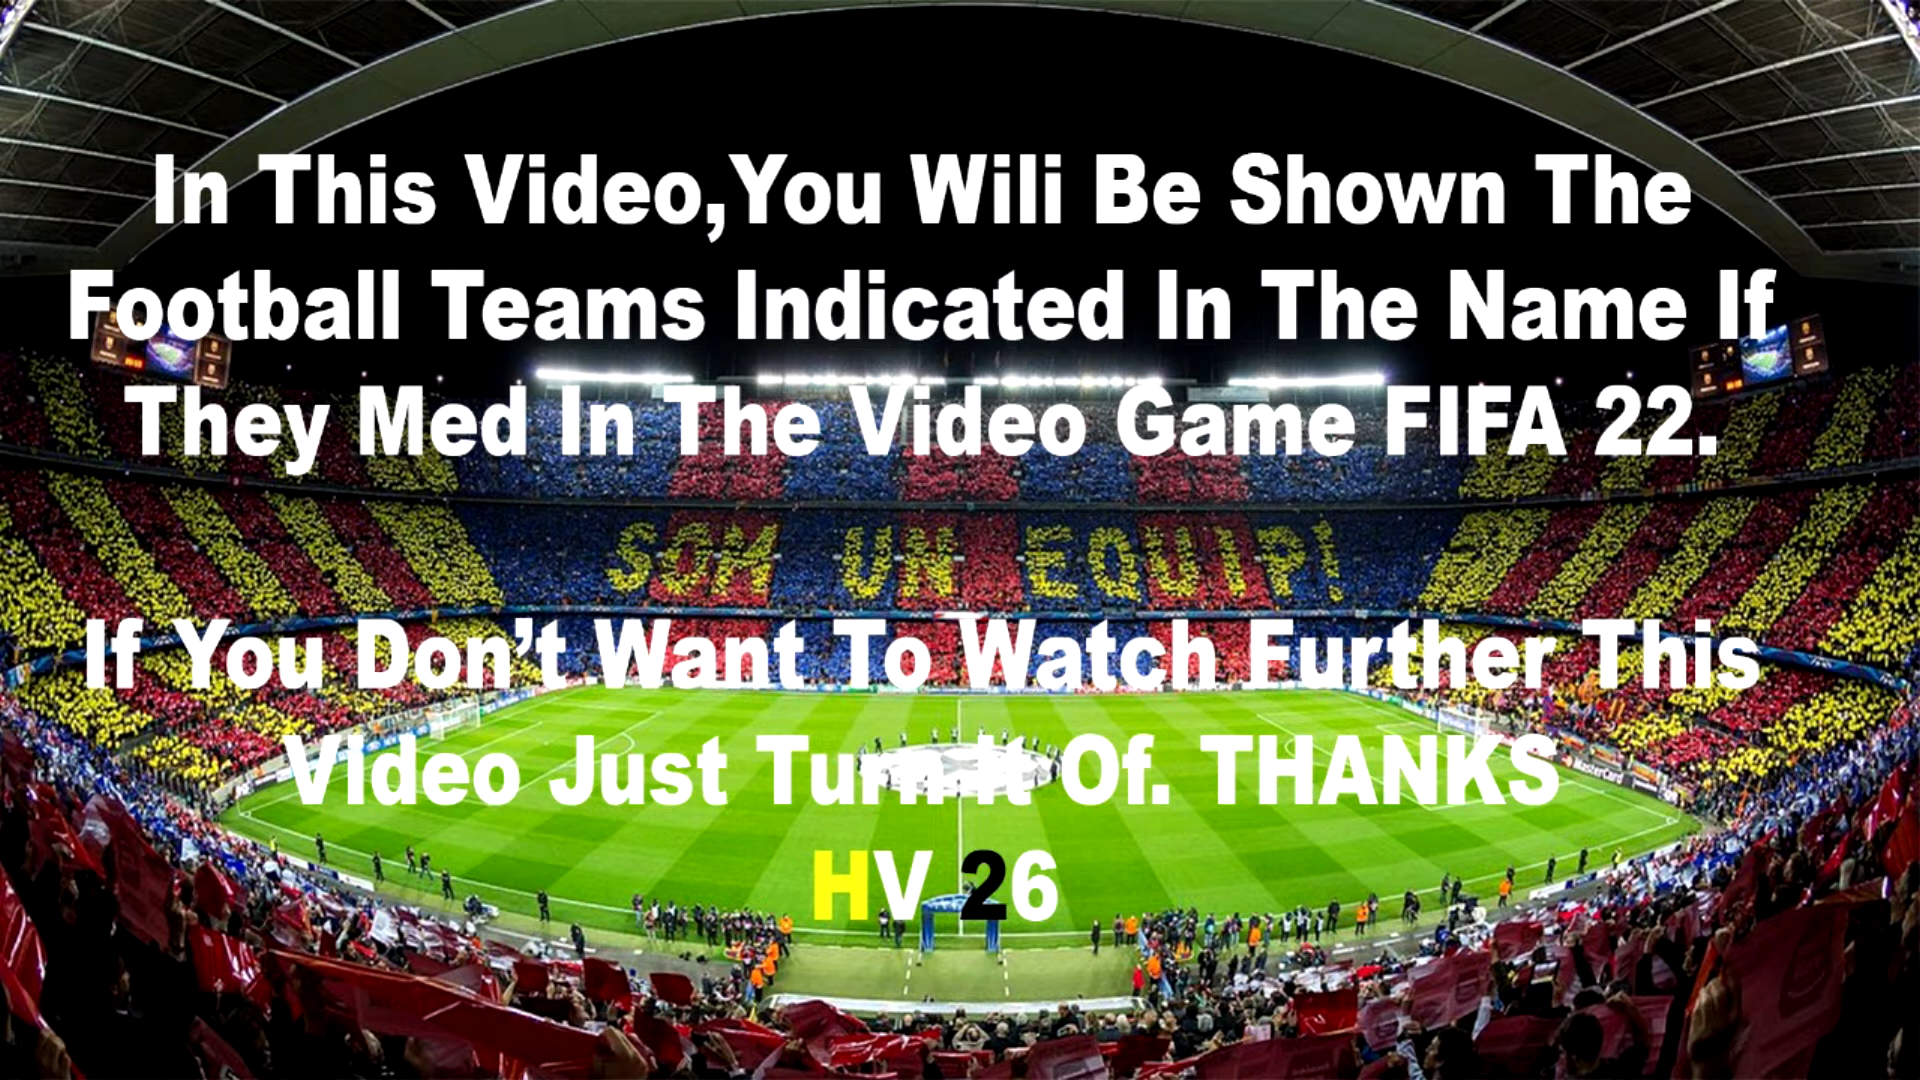 In This Video,You Wili Be Shown The
Football Teams Indicated In The Name If
They Med In The Video Game FIFA 22.
SOM UN EQUIP!
If You Don't Want To Watch Further This
Video Just Turn It Of. THANKS
MasterCard
HV 26